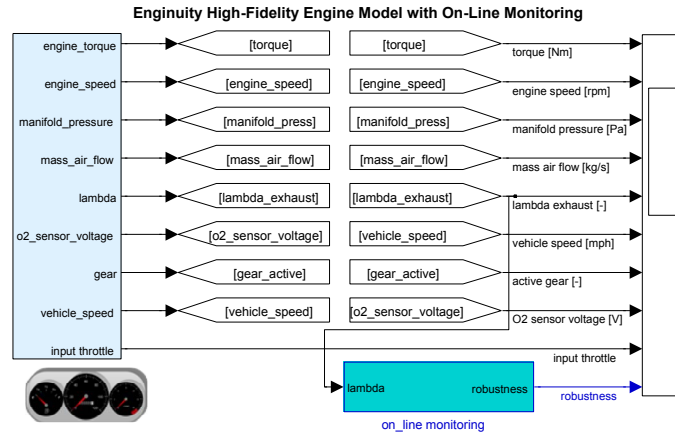 Enginuity High-Fidelity Engine Model with On-Line Monitoring
engine_torque [torque] [torque] torque [Nm]
engine_speed [engine_speed] [engine_speed] engine speed [rpm]
manifold_pressure [manifold_press] [manifold_press] manifold pressure [Pa]
mass_air_flow [mass_air_flow] [mass_air_flow] mass air flow [kg/s]
lambda [lambda_exhaust] [lambda_exhaust] lambda exhaust [-]
o2_sensor_voltage [o2_sensor_voltage] [vehicle_speed] vehicle speed [mph]
gear [gear_active] [gear_active] active gear [-]
vehicle_speed [vehicle_speed] [o2_sensor_voltage] O2 sensor voltage [V]
input throttle input throttle
lambda robustness robustness
on_line monitoring